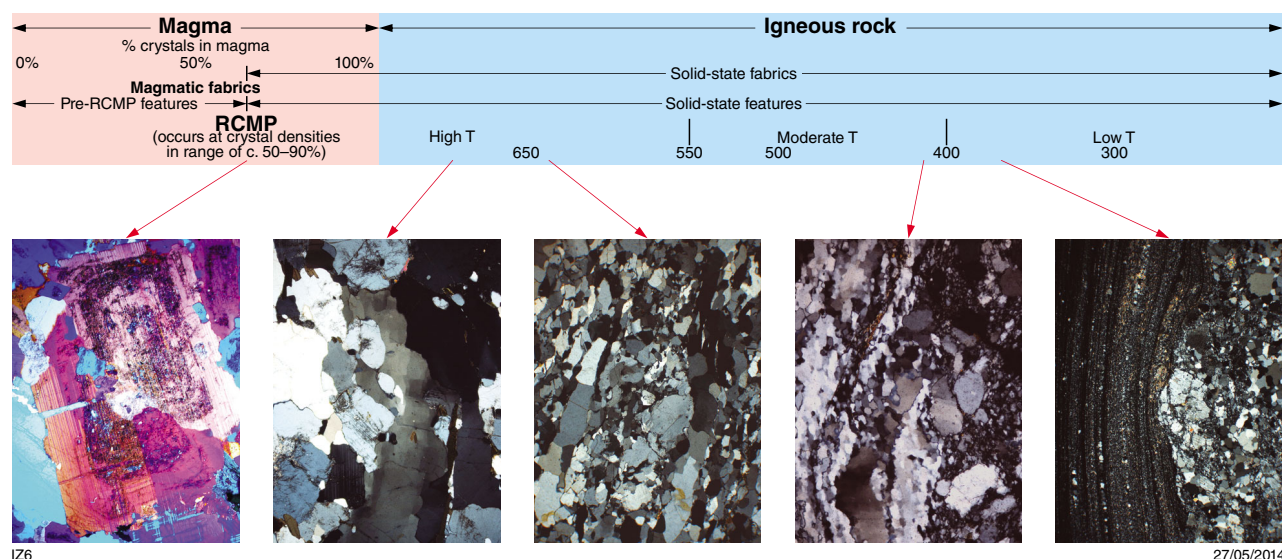 Magma
Igneous rock
% crystals in magma
0% 50% 100%
Solid-state fabrics
Magmatic fabrics
Pre-RCMP features
Solid-state features
RCMP
(occurs at crystal densities
in range of c. 50–90%)
High T Moderate T Low T
650 550 500 400 300
IZ6 27/05/2014